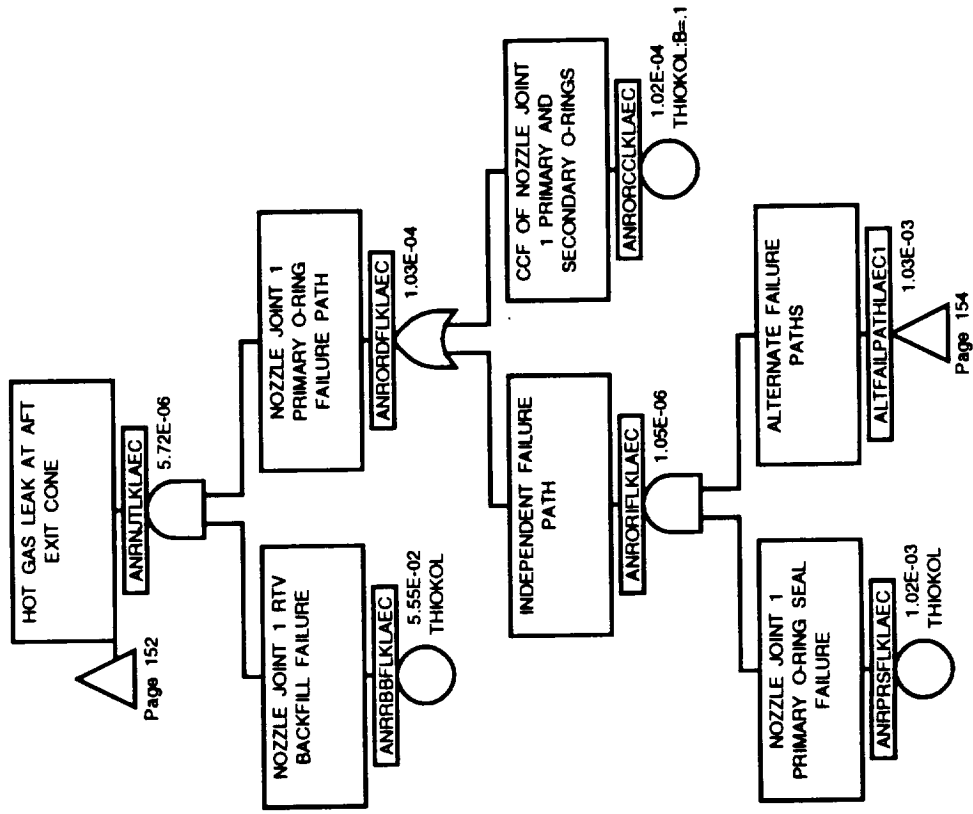 HOT GAS LEAK AT AFT
EXIT CONE
ANRNJTLKLAEC
5.72E-06
Page 152
NOZZLE JOINT 1 RTV
BACKFILL FAILURE
ANRRBBFLKLAEC
5.55E-02
THIOKOL
NOZZLE JOINT 1
PRIMARY O-RING
FAILURE PATH
ANRORDFLKLAEC
1.03E-04
INDEPENDENT FAILURE
PATH
ANRORIFLKLAEC
1.05E-06
CCF OF NOZZLE JOINT
1 PRIMARY AND
SECONDARY O-RINGS
ANRORCCLKLAEC
1.02E-04
THIOKOL:B=.1
NOZZLE JOINT 1
PRIMARY O-RING SEAL
FAILURE
ANRPRSFLKLAEC
1.02E-03
THIOKOL
ALTERNATE FAILURE
PATHS
ALTFAILPATHLAEC1
1.03E-03
Page 154